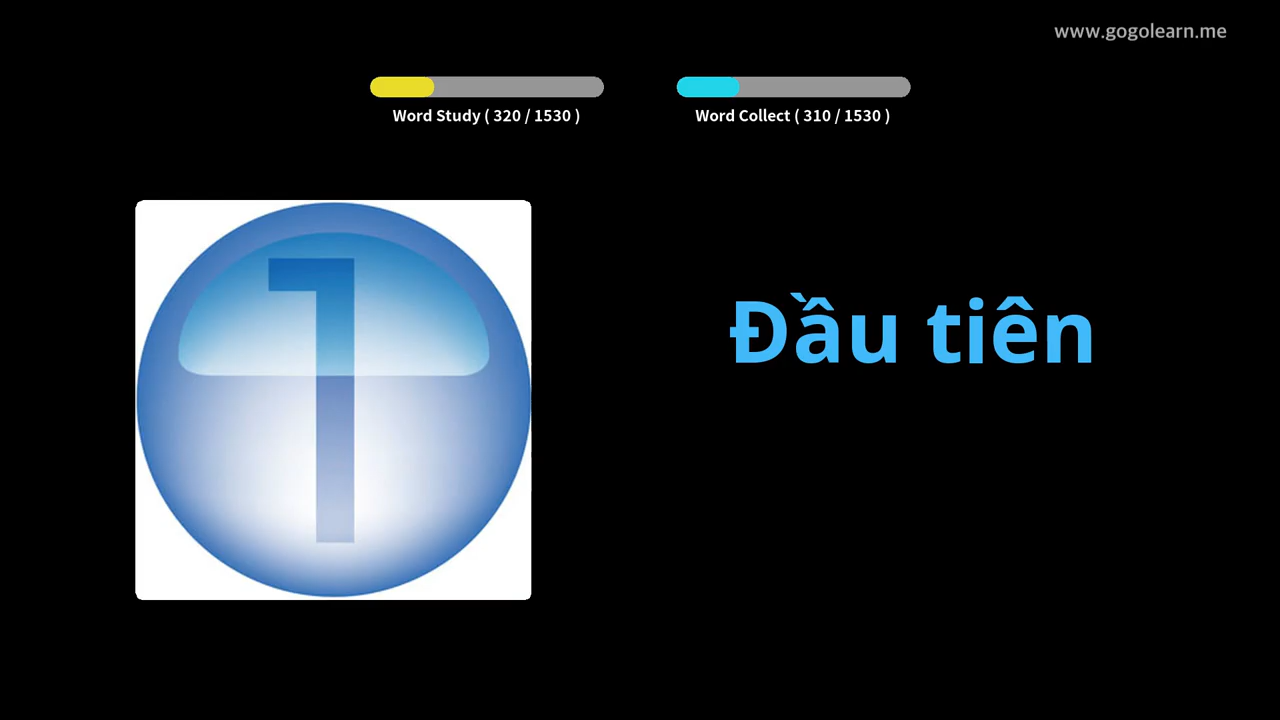 www.gogolearn.me
Word Study ( 320 / 1530 )
Word Collect ( 310 / 1530 )
1
Đầu tiên